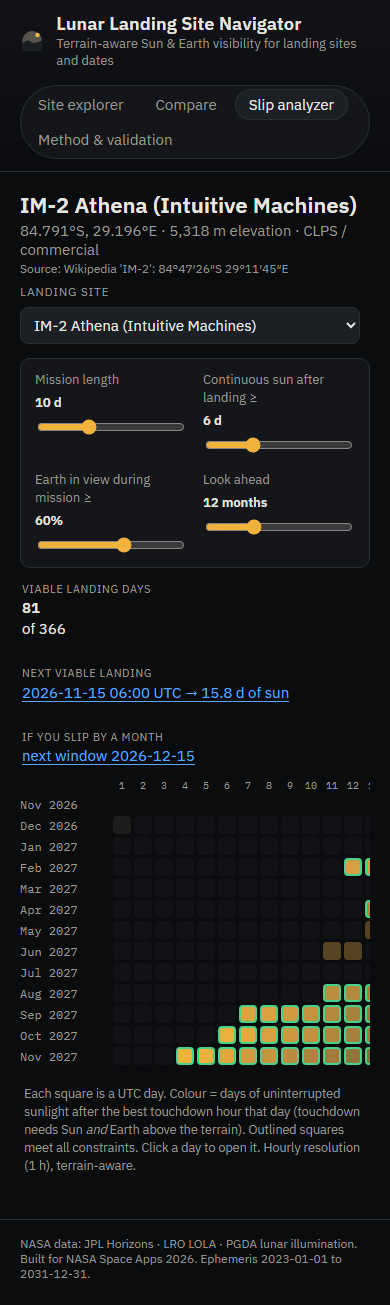 Lunar Landing Site Navigator
Terrain-aware Sun & Earth visibility for landing sites
and dates
Site explorer
Compare
Slip analyzer
Method & validation
IM-2 Athena (Intuitive Machines)
84.791°S, 29.196°E · 5,318 m elevation · CLPS /
commercial
Source: Wikipedia 'IM-2': 84°47′26″S 29°11′45″E
LANDING SITE
IM-2 Athena (Intuitive Machines)
Mission length
10 d
Continuous sun after
landing ≥
6 d
Earth in view during
mission ≥
60%
Look ahead
12 months
VIABLE LANDING DAYS
81
of 366
NEXT VIABLE LANDING
2026-11-15 06:00 UTC → 15.8 d of sun
IF YOU SLIP BY A MONTH
next window 2026-12-15
1 2 3 4 5 6 7 8 9 10 11 12
Nov 2026
Dec 2026
Jan 2027
Feb 2027
Mar 2027
Apr 2027
May 2027
Jun 2027
Jul 2027
Aug 2027
Sep 2027
Oct 2027
Nov 2027
Each square is a UTC day. Colour = days of uninterrupted
sunlight after the best touchdown hour that day (touchdown
needs Sun and Earth above the terrain). Outlined squares
meet all constraints. Click a day to open it. Hourly resolution
(1 h), terrain-aware.
NASA data: JPL Horizons · LRO LOLA · PGDA lunar illumination.
Built for NASA Space Apps 2026. Ephemeris 2023-01-01 to
2031-12-31.